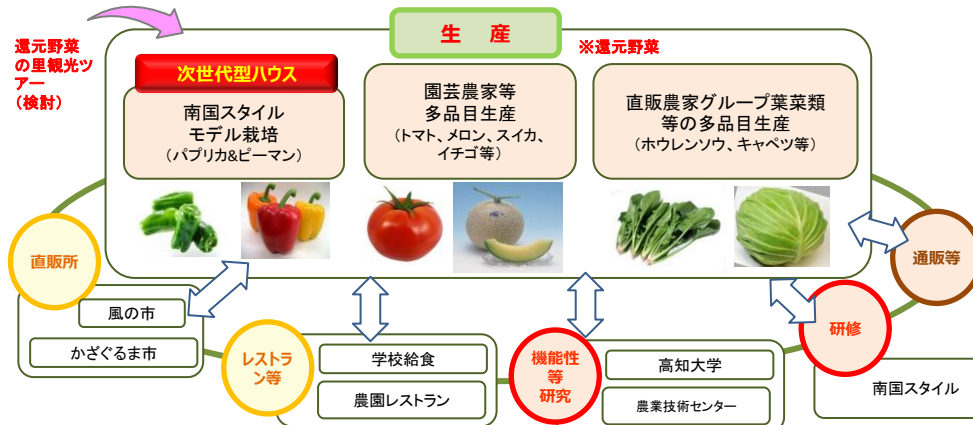 還元野菜
の里観光ツ
アー
（検討）
生　産
※還元野菜
次世代型ハウス
南国スタイル
モデル栽培
（パプリカ&ピーマン）
園芸農家等
多品目生産
（トマト、メロン、スイカ、
イチゴ等）
直販農家グループ葉菜類
等の多品目生産
（ホウレンソウ、キャベツ等）
直販所
風の市
かざぐるま市
レストラ
ン等
学校給食
農園レストラン
機能性
等
研究
高知大学
農業技術センター
研修
南国スタイル
通販等